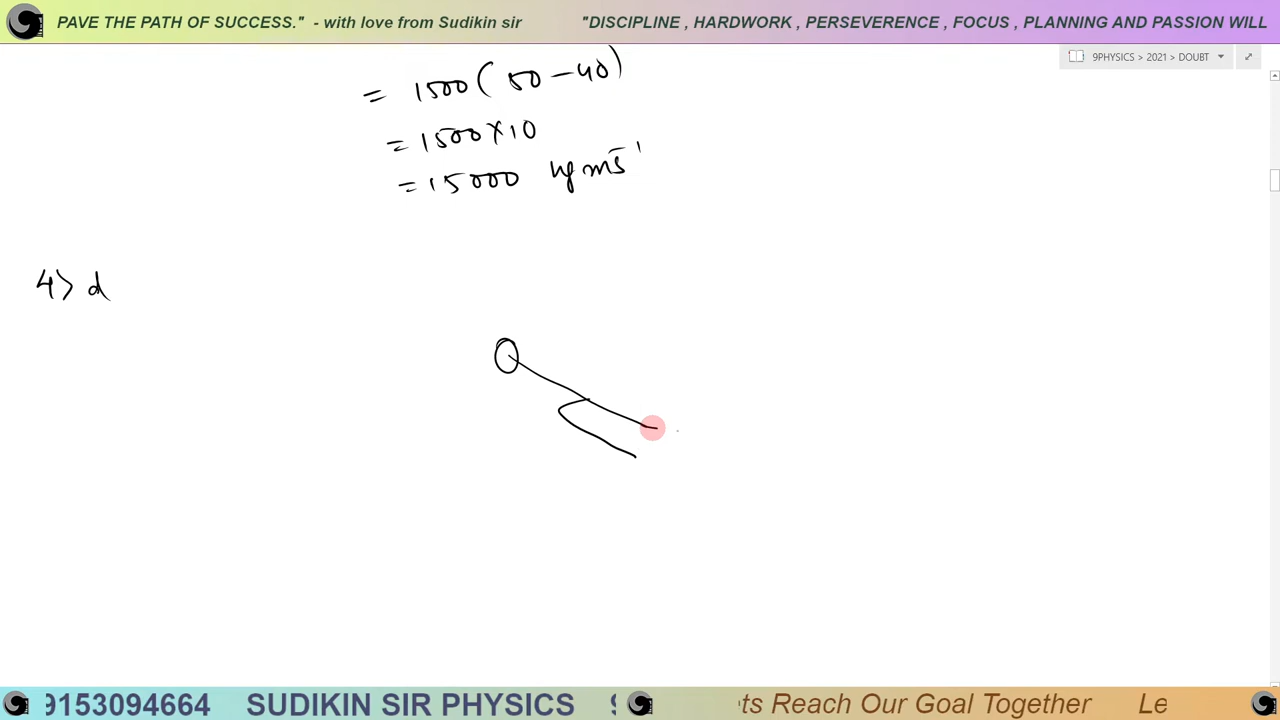 PAVE THE PATH OF SUCCESS." - with love from Sudikin sir "DISCIPLINE , HARDWORK , PERSEVERENCE , FOCUS , PLANNING AND PASSION WILL
9PHYSICS > 2021 > DOUBT
= 1500 ( 50 - 40 )
= 1500 × 10
= 15000 kg ms⁻¹
4> d
9153094664 SUDIKIN SIR PHYSICS
ts Reach Our Goal Together Le